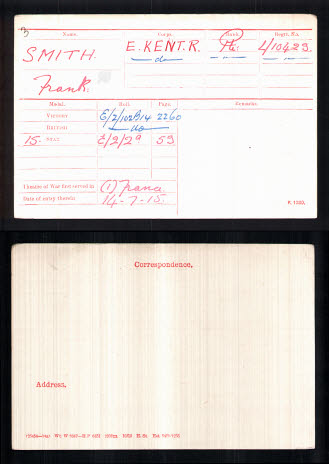 Name. Corps. Rank. Regtl. No.
SMITH. E.KENT.R. Pte. L/10423
—do— " "
Frank.
Medal. Roll. Page. Remarks.
VICTORY E/2/102B14 2260
BRITISH —do—
15. STAR E/2/2 59
Theatre of War first served in (1) France
Date of entry therein 14-7-15.
K. 1380.
Correspondence.
Address.